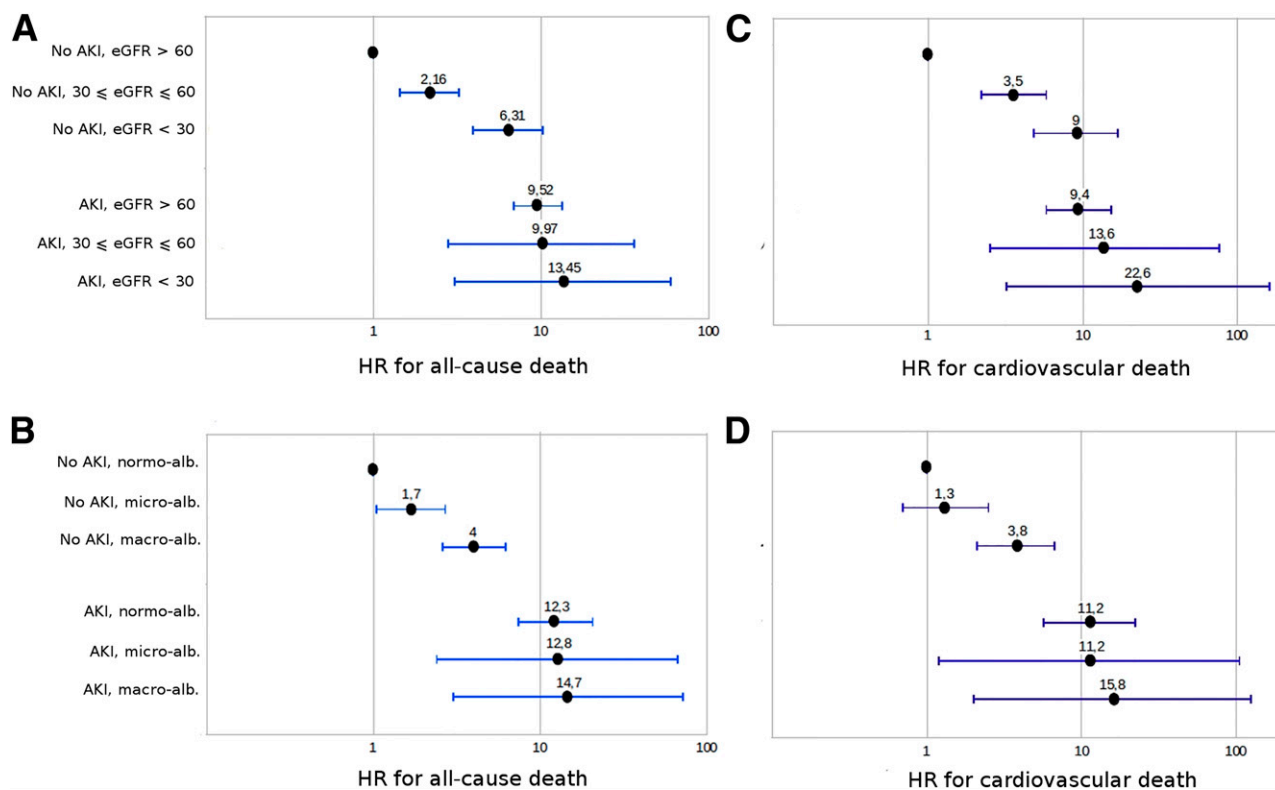 A
No AKI, eGFR > 60
No AKI, 30 ⩽ eGFR ⩽ 60
2,16
No AKI, eGFR < 30
6,31
AKI, eGFR > 60
9,52
AKI, 30 ⩽ eGFR ⩽ 60
9,97
AKI, eGFR < 30
13,45
1 10 100
HR for all-cause death
C
3,5
9
9,4
13,6
22,6
1 10 100
HR for cardiovascular death
B
No AKI, normo-alb.
No AKI, micro-alb.
1,7
No AKI, macro-alb.
4
AKI, normo-alb.
12,3
AKI, micro-alb.
12,8
AKI, macro-alb.
14,7
1 10 100
HR for all-cause death
D
1,3
3,8
11,2
11,2
15,8
1 10 100
HR for cardiovascular death